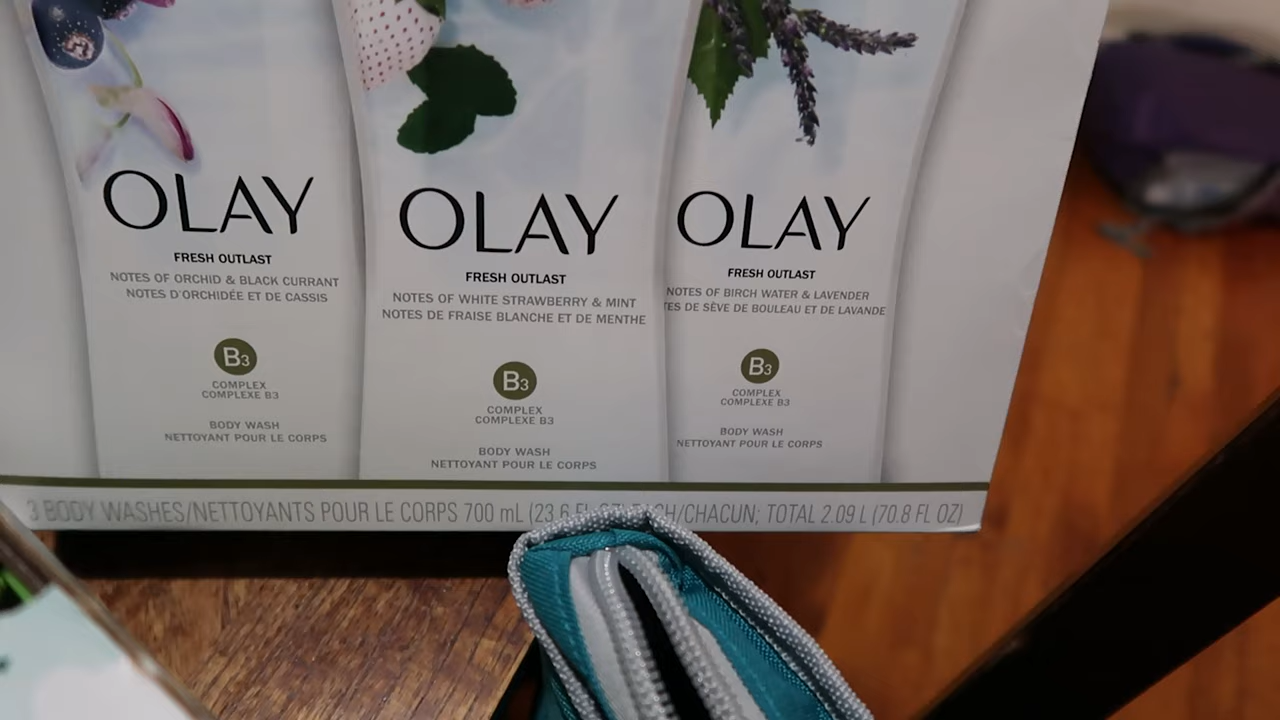 OLAY
FRESH OUTLAST
NOTES OF ORCHID & BLACK CURRANT
NOTES D'ORCHIDÉE ET DE CASSIS
B3
COMPLEX
COMPLEXE B3
BODY WASH
NETTOYANT POUR LE CORPS
OLAY
FRESH OUTLAST
NOTES OF WHITE STRAWBERRY & MINT
NOTES DE FRAISE BLANCHE ET DE MENTHE
B3
COMPLEX
COMPLEXE B3
BODY WASH
NETTOYANT POUR LE CORPS
OLAY
FRESH OUTLAST
NOTES OF BIRCH WATER & LAVENDER
TES DE SÈVE DE BOULEAU ET DE LAVANDE
B3
COMPLEX
COMPLEXE B3
BODY WASH
NETTOYANT POUR LE CORPS
3 BODY WASHES/NETTOYANTS POUR LE CORPS 700 mL (23.6 FL OZ) EACH/CHACUN; TOTAL 2.09 L (70.8 FL OZ)